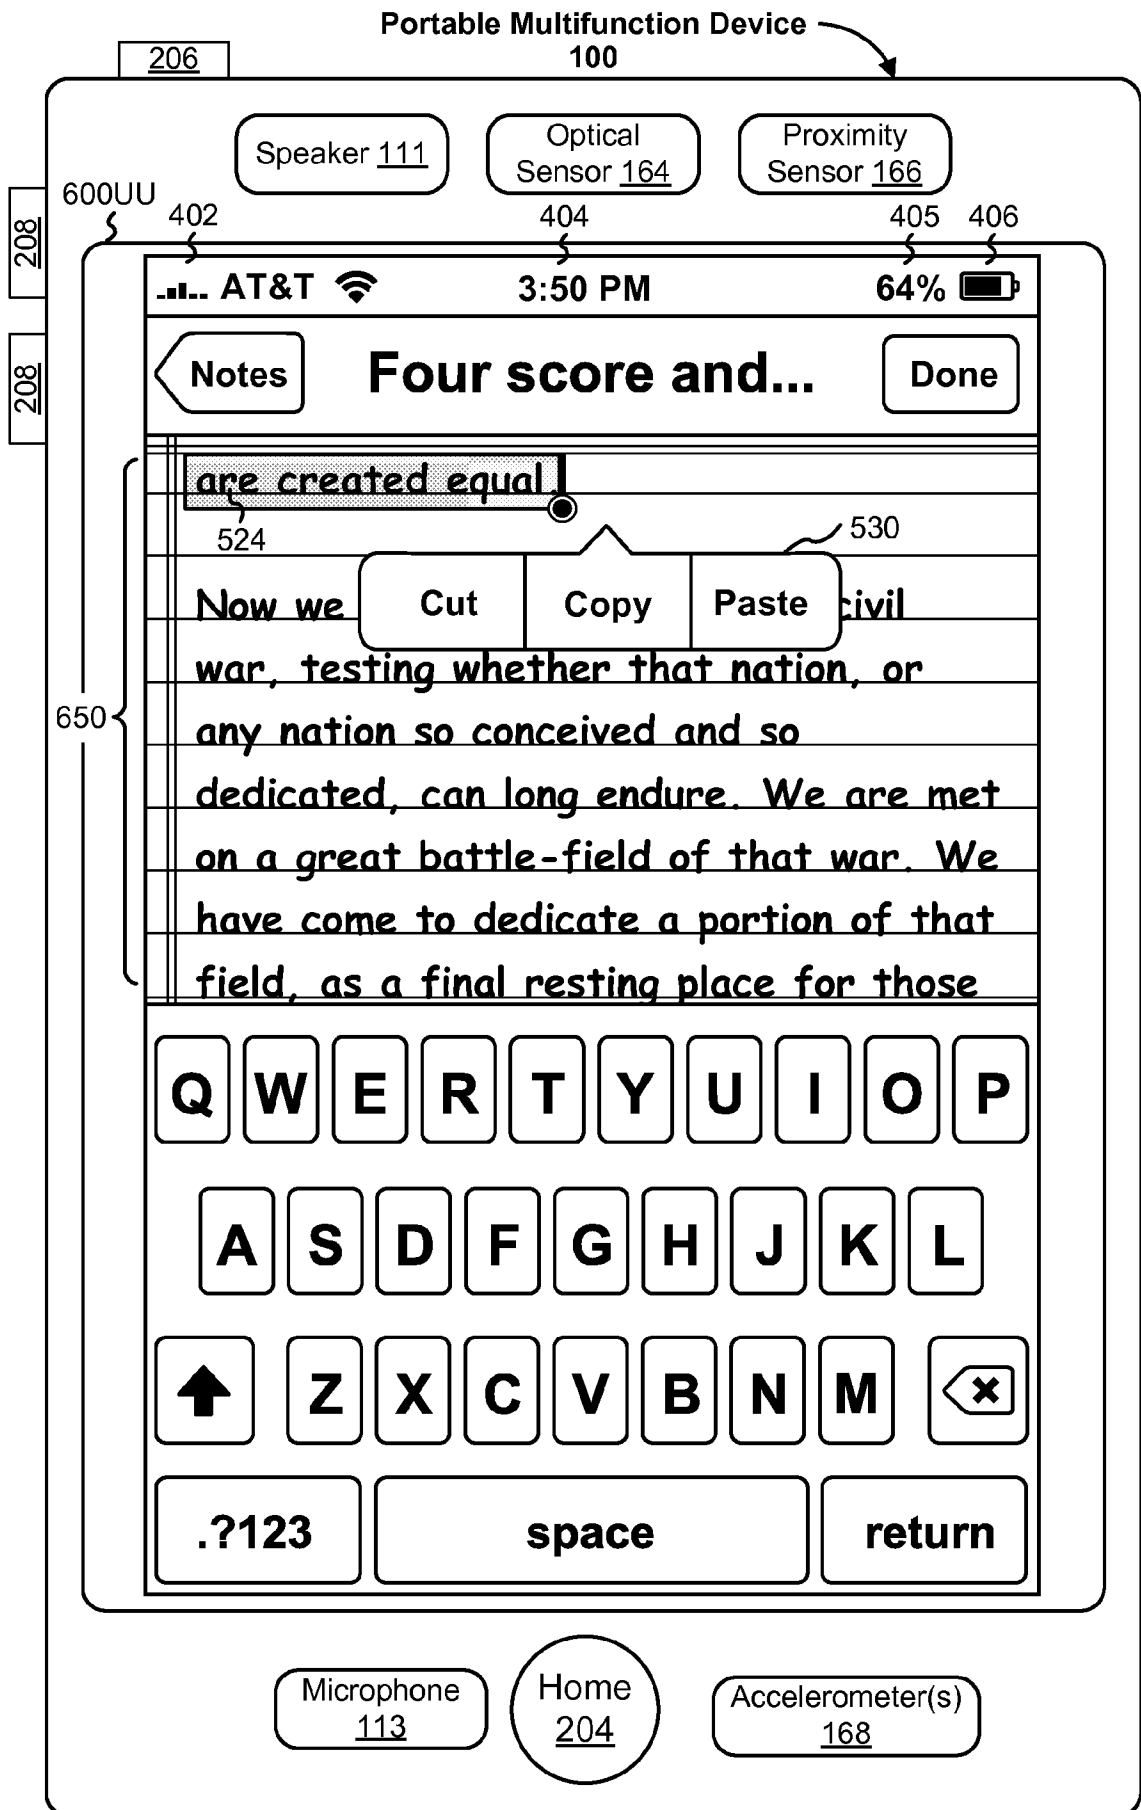 Portable Multifunction Device
100
206
Speaker 111
Optical
Sensor 164
Proximity
Sensor 166
600UU
208
402
404
405
406
AT&T
3:50 PM
64%
208
Notes
Four score and...
Done
are created equal.
524
530
Cut
Copy
Paste
Now we
civil
war, testing whether that nation, or
650
any nation so conceived and so
dedicated, can long endure. We are met
on a great battle-field of that war. We
have come to dedicate a portion of that
field, as a final resting place for those
Q W E R T Y U I O P
A S D F G H J K L
Z X C V B N M
.?123
space
return
Microphone
113
Home
204
Accelerometer(s)
168